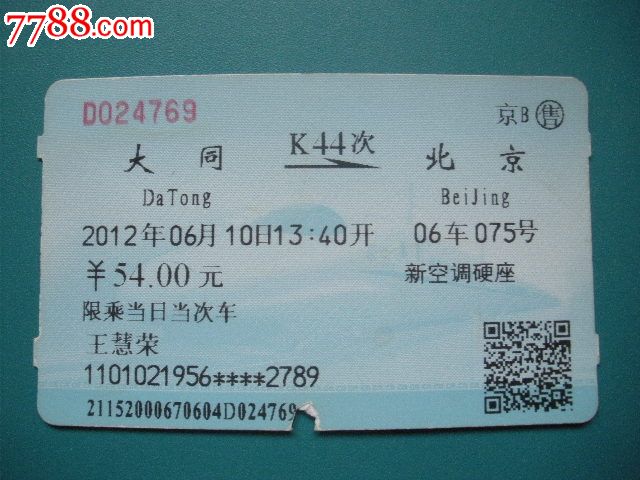 7788.com
D024769 京B 售
大同 K44次 北京
DaTong BeiJing
2012年06月10日13:40开 06车075号
￥54.00元 新空调硬座
限乘当日当次车
王慧荣
1101021956****2789
21152000670604D024769